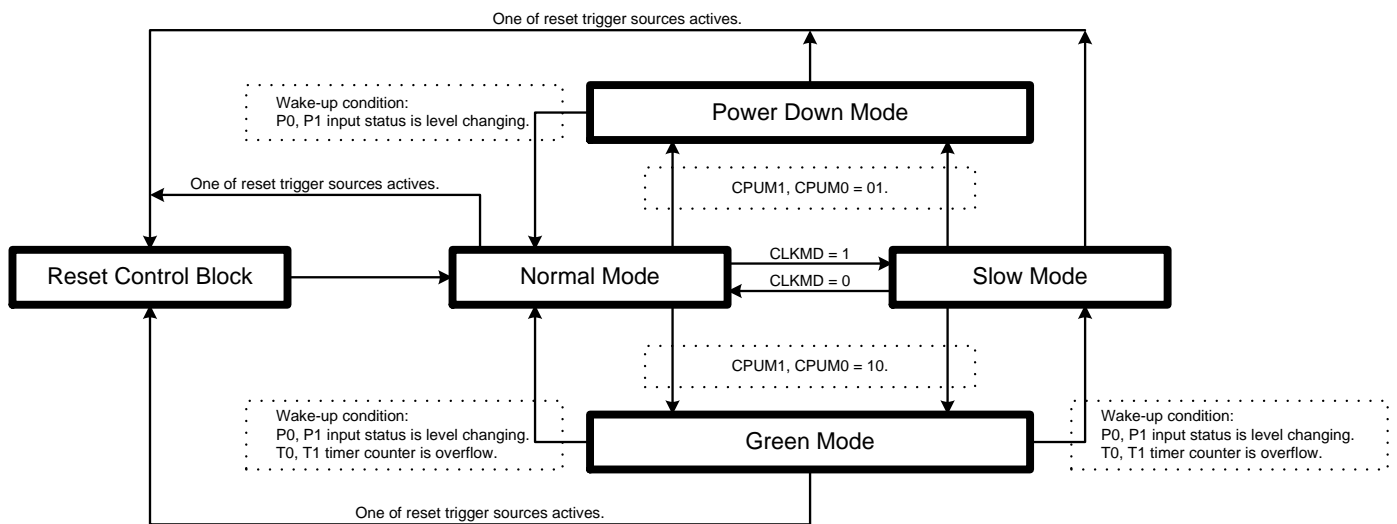 One of reset trigger sources actives.
Wake-up condition:
P0, P1 input status is level changing.
Power Down Mode
One of reset trigger sources actives.
CPUM1, CPUM0 = 01.
Reset Control Block
Normal Mode
CLKMD = 1
CLKMD = 0
Slow Mode
CPUM1, CPUM0 = 10.
Wake-up condition:
P0, P1 input status is level changing.
T0, T1 timer counter is overflow.
Green Mode
Wake-up condition:
P0, P1 input status is level changing.
T0, T1 timer counter is overflow.
One of reset trigger sources actives.